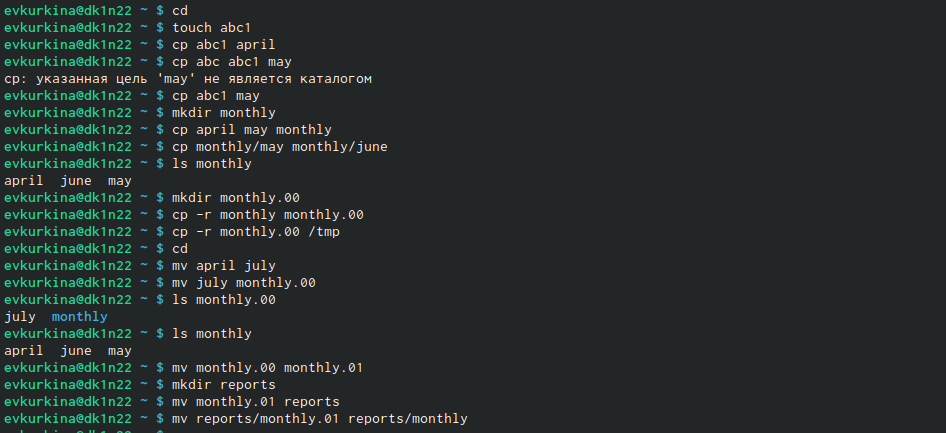 evkurkina@dk1n22 ~ $ cd
evkurkina@dk1n22 ~ $ touch abc1
evkurkina@dk1n22 ~ $ cp abc1 april
evkurkina@dk1n22 ~ $ cp abc abc1 may
cp: указанная цель 'may' не является каталогом
evkurkina@dk1n22 ~ $ cp abc1 may
evkurkina@dk1n22 ~ $ mkdir monthly
evkurkina@dk1n22 ~ $ cp april may monthly
evkurkina@dk1n22 ~ $ cp monthly/may monthly/june
evkurkina@dk1n22 ~ $ ls monthly
april  june  may
evkurkina@dk1n22 ~ $ mkdir monthly.00
evkurkina@dk1n22 ~ $ cp -r monthly monthly.00
evkurkina@dk1n22 ~ $ cp -r monthly.00 /tmp
evkurkina@dk1n22 ~ $ cd
evkurkina@dk1n22 ~ $ mv april july
evkurkina@dk1n22 ~ $ mv july monthly.00
evkurkina@dk1n22 ~ $ ls monthly.00
july  monthly
evkurkina@dk1n22 ~ $ ls monthly
april  june  may
evkurkina@dk1n22 ~ $ mv monthly.00 monthly.01
evkurkina@dk1n22 ~ $ mkdir reports
evkurkina@dk1n22 ~ $ mv monthly.01 reports
evkurkina@dk1n22 ~ $ mv reports/monthly.01 reports/monthly